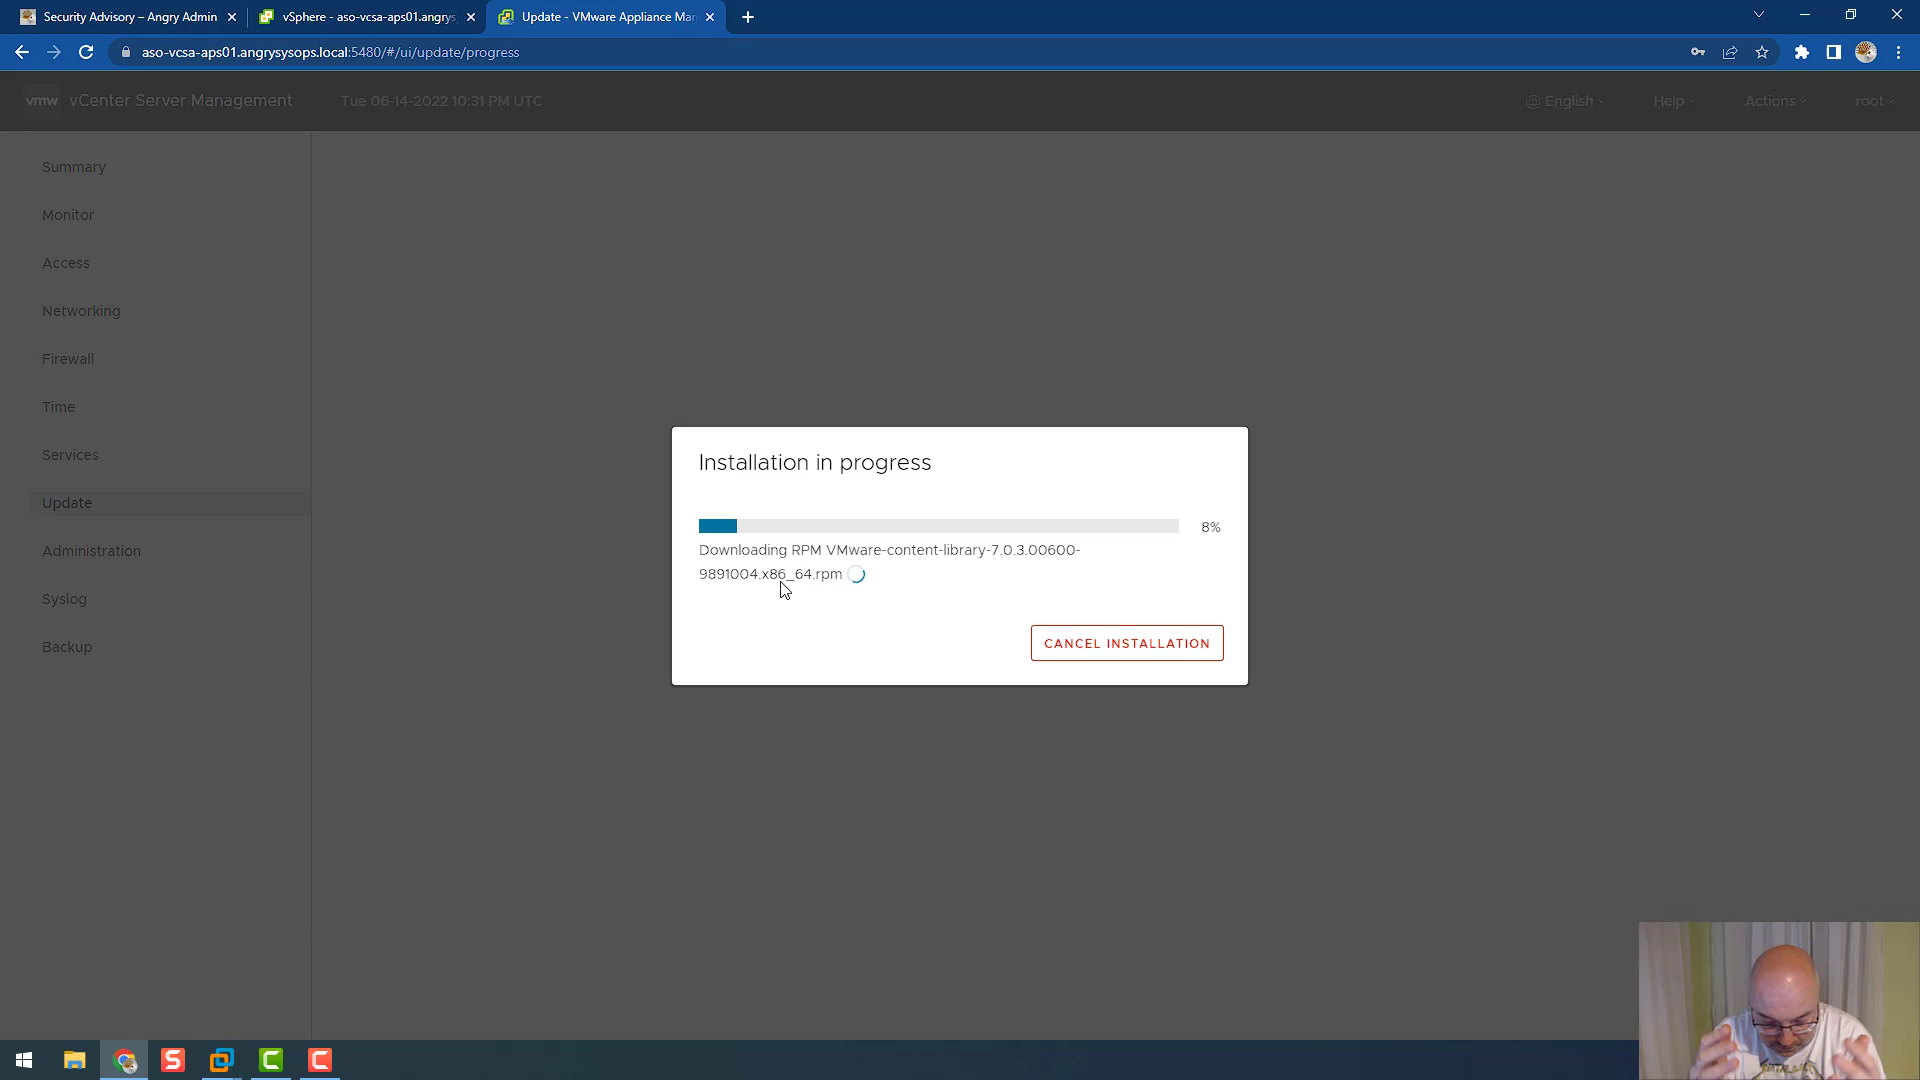 Security Advisory – Angry Admin
vSphere - aso-vcsa-aps01.angrys
Update - VMware Appliance Ma
aso-vcsa-aps01.angrysysops.local:5480/#/ui/update/progress
vmw vCenter Server Management Tue 06-14-2022 10:31 PM UTC English Help Actions root
Summary
Monitor
Access
Networking
Firewall
Time
Services
Update
Administration
Syslog
Backup
Installation in progress
8%
Downloading RPM VMware-content-library-7.0.3.00600-
9891004.x86_64.rpm
CANCEL INSTALLATION